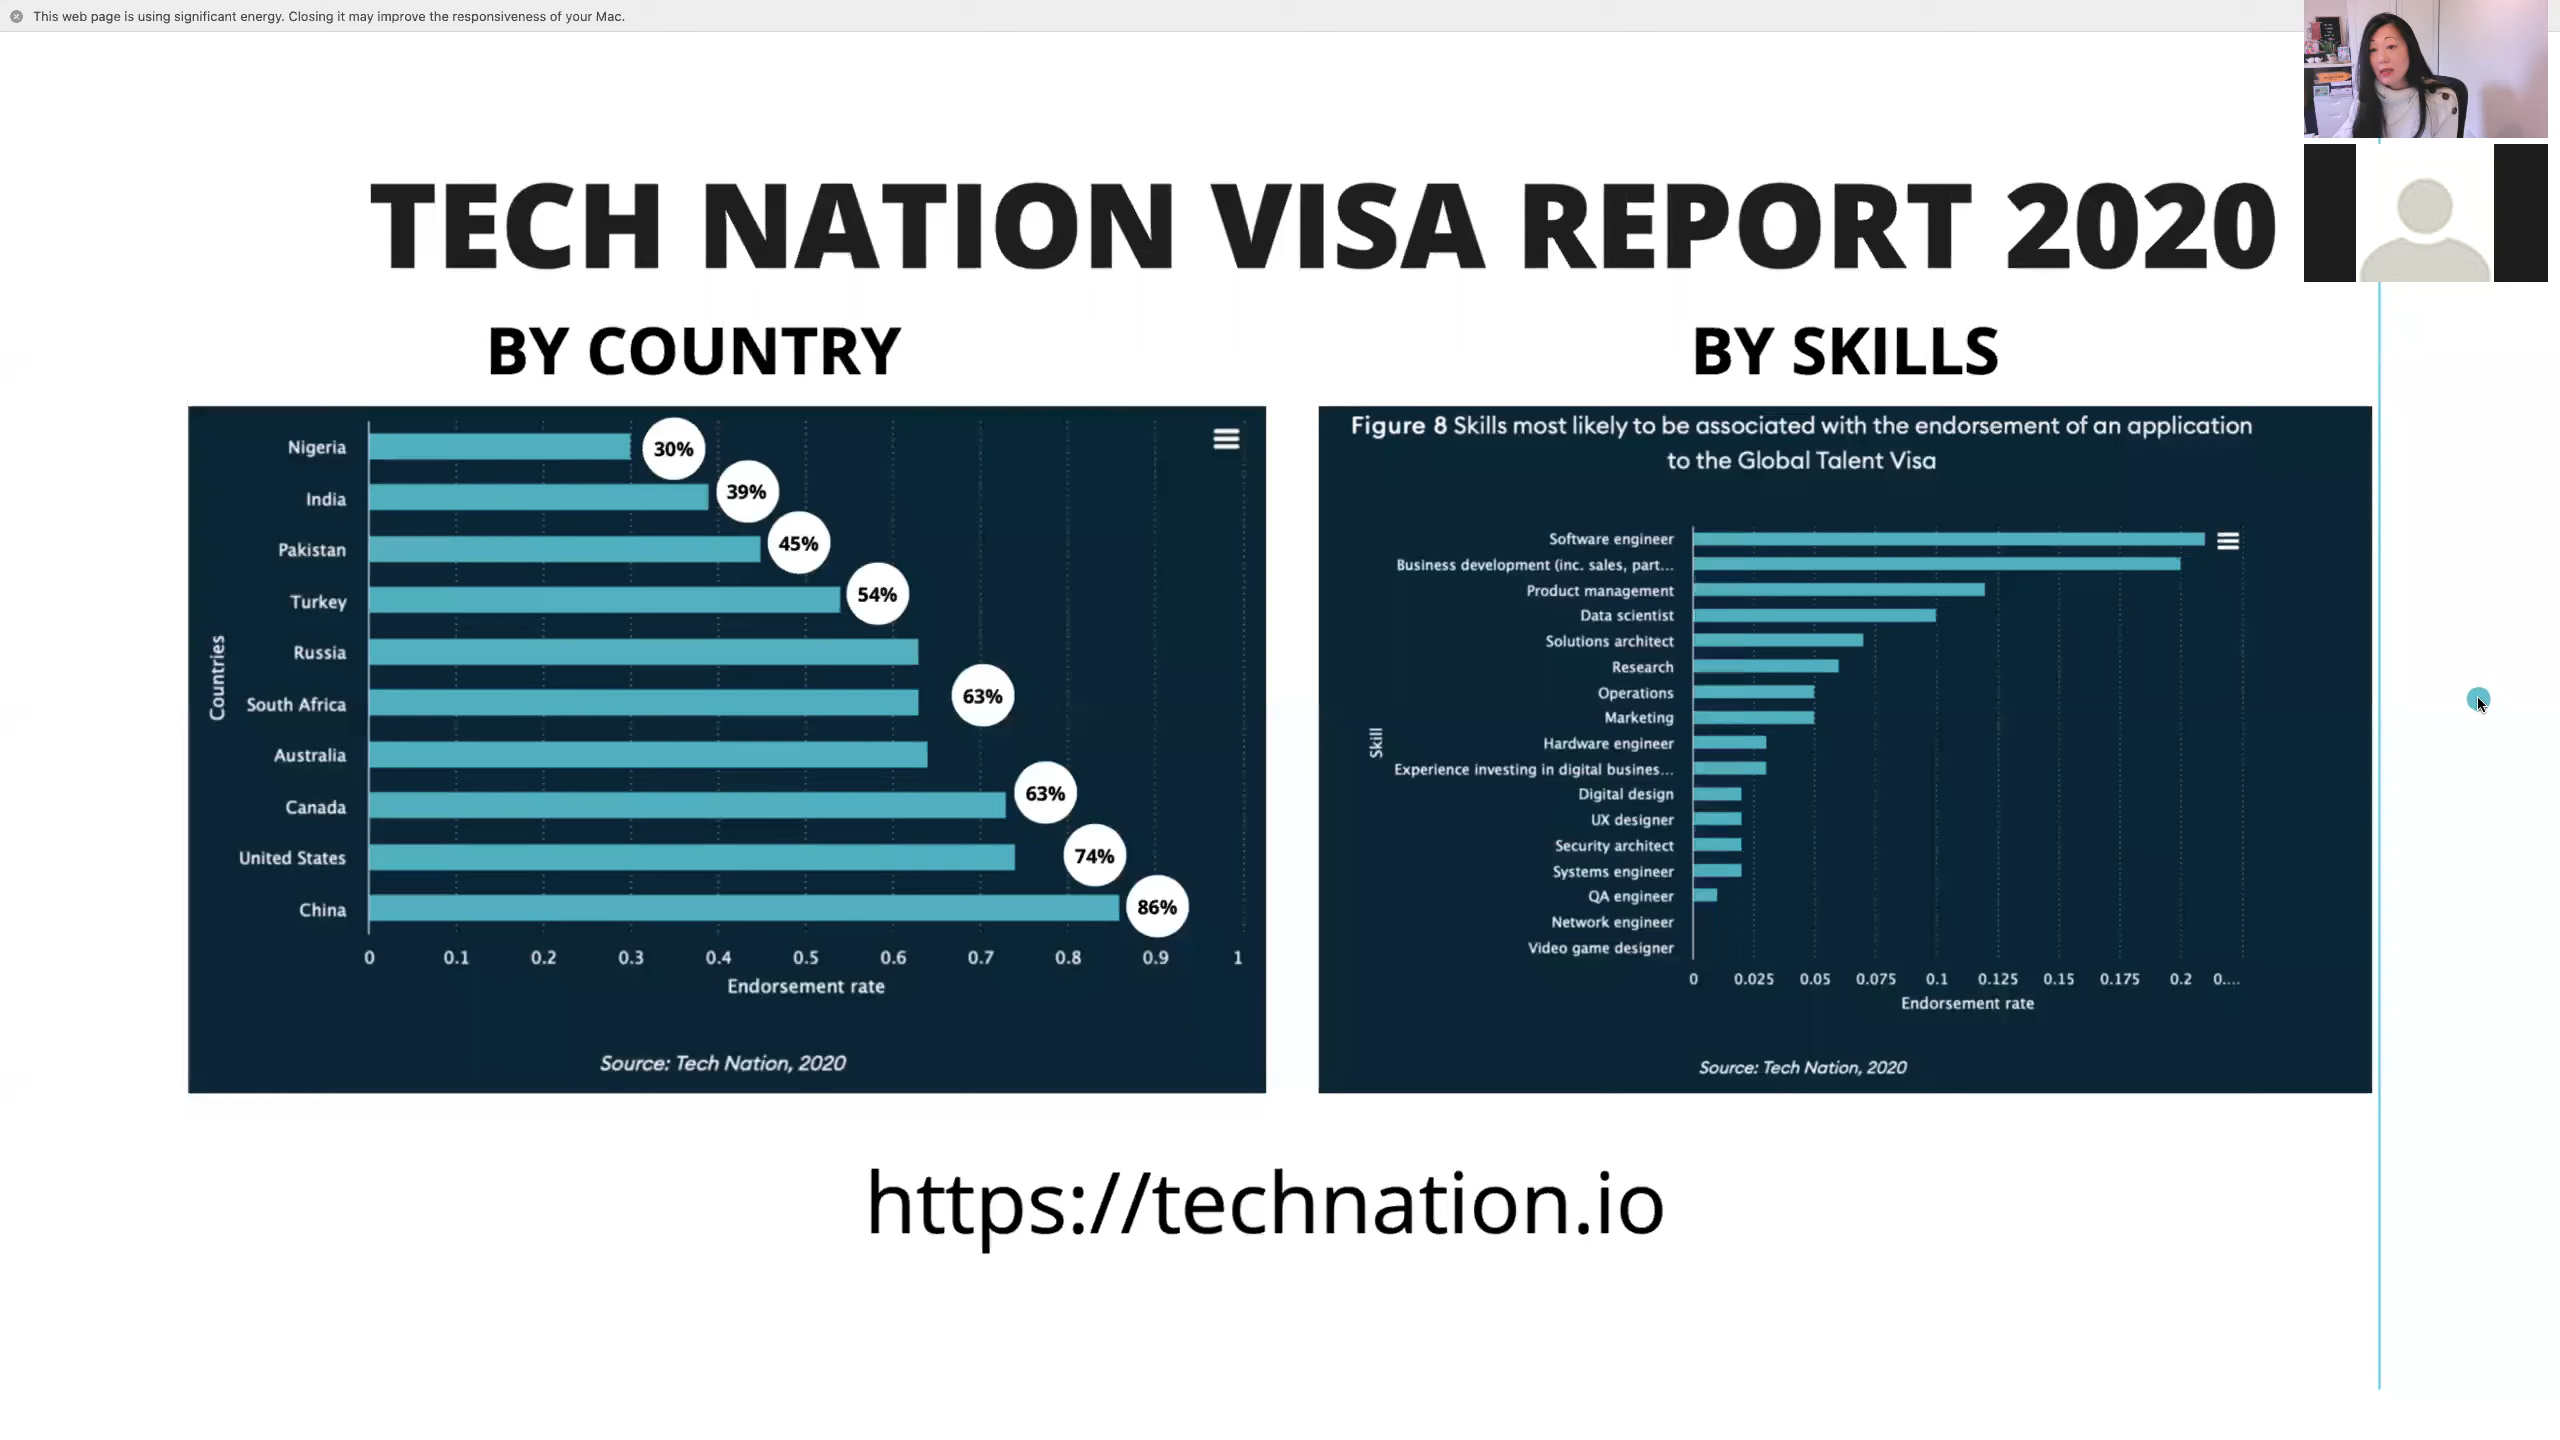 This web page is using significant energy. Closing it may improve the responsiveness of your Mac.
TECH NATION VISA REPORT 2020
BY COUNTRY
Nigeria
30%
India
39%
Pakistan
45%
Turkey
54%
Russia
South Africa
63%
Australia
Canada
63%
United States
74%
China
86%
Countries
0 0.1 0.2 0.3 0.4 0.5 0.6 0.7 0.8 0.9 1
Endorsement rate
Source: Tech Nation, 2020
BY SKILLS
Figure 8 Skills most likely to be associated with the endorsement of an application
to the Global Talent Visa
Software engineer
Business development (inc. sales, part...
Product management
Data scientist
Solutions architect
Research
Operations
Marketing
Hardware engineer
Experience investing in digital busines...
Digital design
UX designer
Security architect
Systems engineer
QA engineer
Network engineer
Video game designer
Skill
0 0.025 0.05 0.075 0.1 0.125 0.15 0.175 0.2 0....
Endorsement rate
Source: Tech Nation, 2020
https://technation.io